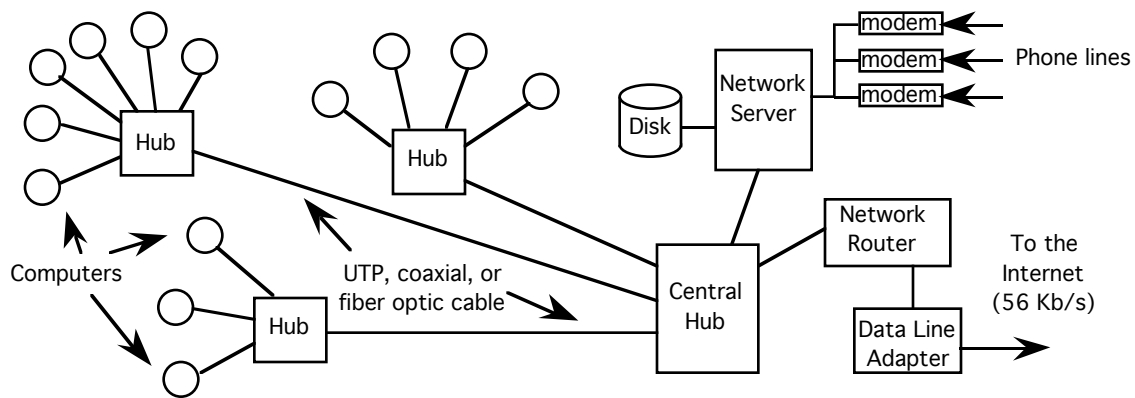 modem
modem
modem
Phone lines
Network
Server
Disk
Hub
Hub
Network
Router
Computers
UTP, coaxial, or
fiber optic cable
Hub
Central
Hub
To the
Internet
(56 Kb/s)
Data Line
Adapter